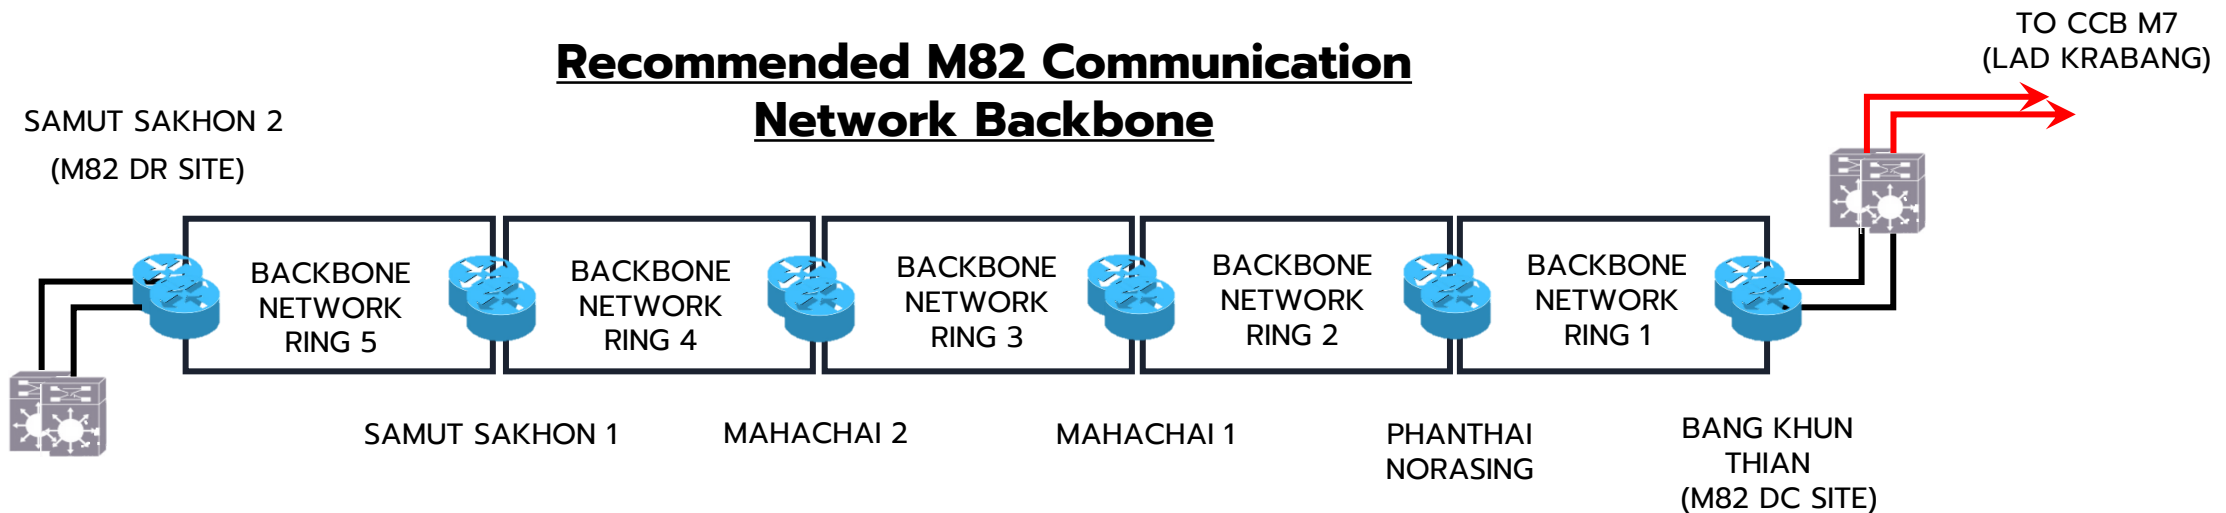 Recommended M82 Communication
Network Backbone
TO CCB M7
(LAD KRABANG)
SAMUT SAKHON 2
(M82 DR SITE)
BACKBONE
NETWORK
RING 5
BACKBONE
NETWORK
RING 4
BACKBONE
NETWORK
RING 3
BACKBONE
NETWORK
RING 2
BACKBONE
NETWORK
RING 1
SAMUT SAKHON 1
MAHACHAI 2
MAHACHAI 1
PHANTHAI
NORASING
BANG KHUN
THIAN
(M82 DC SITE)